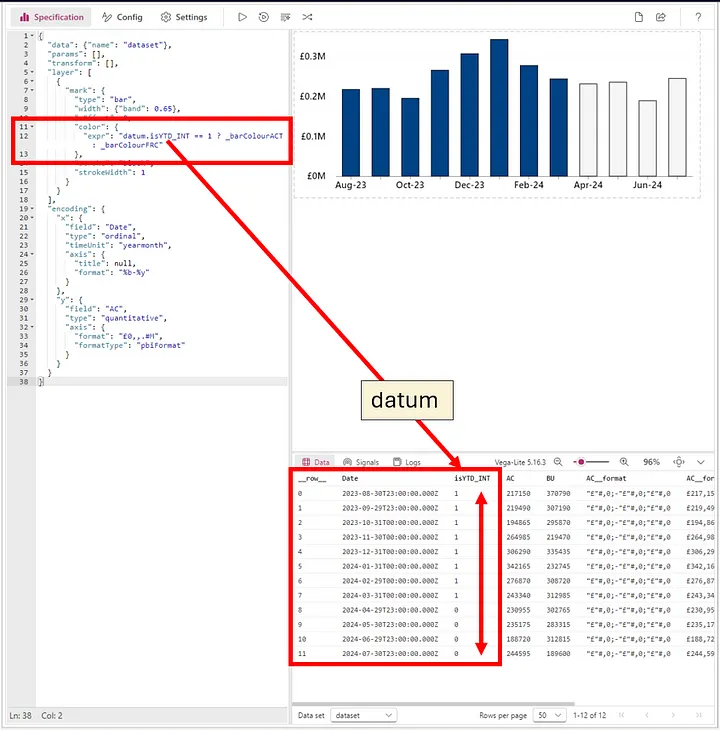 Specification Config Settings ?
1 {
2 "data": {"name": "dataset"},
3 "params": [],
4 "transform": [],
5 "layer": [
6 {
7 "mark": {
8 "type": "bar",
9 "width": {"band": 0.65},
11 "color": {
12 "expr": "datum.isYTD_INT == 1 ? _barColourACT
: _barColourFRC"
13 },
15 "strokeWidth": 1
16 }
17 }
18 ],
19 "encoding": {
20 "x": {
21 "field": "Date",
22 "type": "ordinal",
23 "timeUnit": "yearmonth",
24 "axis": {
25 "title": null,
26 "format": "%b-%y"
27 }
28 },
29 "y": {
30 "field": "AC",
31 "type": "quantitative",
32 "axis": {
33 "format": "£0,,.#M",
34 "formatType": "pbiFormat"
35 }
36 }
37 }
38 }
Ln: 38 Col: 2
£0.3M
£0.2M
£0.1M
£0M
Aug-23 Oct-23 Dec-23 Feb-24 Apr-24 Jun-24
datum
Data Signals Logs Vega-Lite 5.16.3 96%
__row__ Date isYTD_INT AC BU AC__format AC__for
0 2023-08-30T23:00:00.000Z 1 217150 370790 "£"#,0;-"£"#,0;"£"#,0 £217,15
1 2023-09-29T23:00:00.000Z 1 219490 307190 "£"#,0;-"£"#,0;"£"#,0 £219,49
2 2023-10-31T00:00:00.000Z 1 194865 295870 "£"#,0;-"£"#,0;"£"#,0 £194,86
3 2023-11-30T00:00:00.000Z 1 264985 219470 "£"#,0;-"£"#,0;"£"#,0 £264,98
4 2023-12-31T00:00:00.000Z 1 306290 335435 "£"#,0;-"£"#,0;"£"#,0 £306,29
5 2024-01-31T00:00:00.000Z 1 342165 232745 "£"#,0;-"£"#,0;"£"#,0 £342,16
6 2024-02-29T00:00:00.000Z 1 276870 308720 "£"#,0;-"£"#,0;"£"#,0 £276,87
7 2024-03-31T00:00:00.000Z 1 243340 312985 "£"#,0;-"£"#,0;"£"#,0 £243,34
8 2024-04-29T23:00:00.000Z 0 230955 302765 "£"#,0;-"£"#,0;"£"#,0 £230,95
9 2024-05-30T23:00:00.000Z 0 235175 283315 "£"#,0;-"£"#,0;"£"#,0 £235,17
10 2024-06-29T23:00:00.000Z 0 188720 312815 "£"#,0;-"£"#,0;"£"#,0 £188,72
11 2024-07-30T23:00:00.000Z 0 244595 189600 "£"#,0;-"£"#,0;"£"#,0 £244,59
Data set dataset Rows per page 50 1-12 of 12